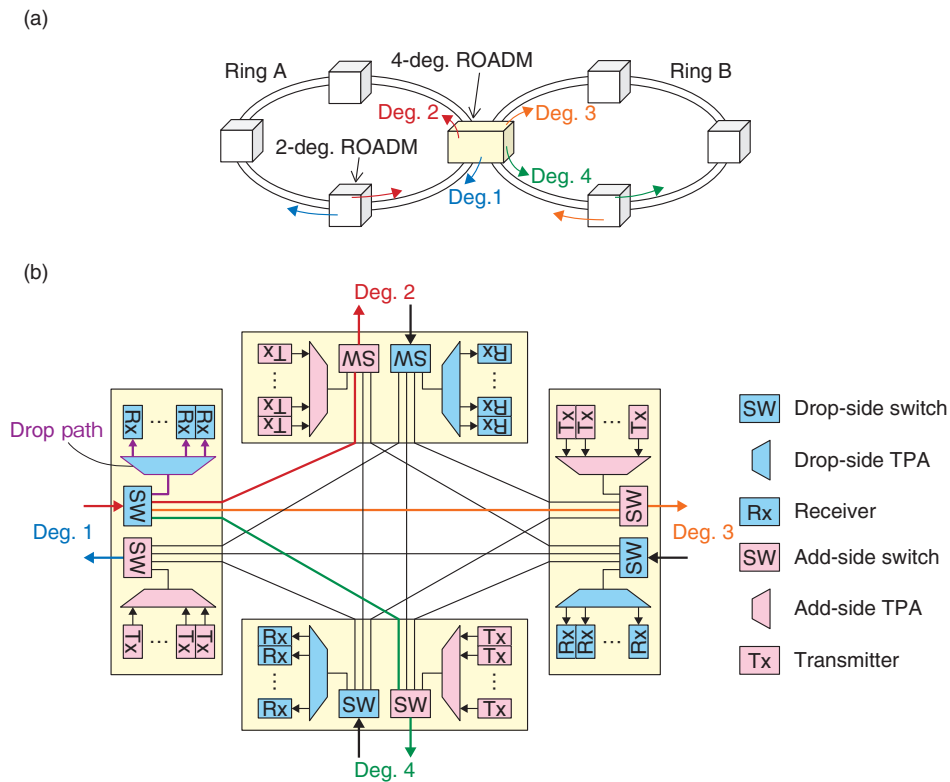 (a)
4-deg. ROADM
Ring A
Ring B
Deg. 2
Deg. 3
2-deg. ROADM
Deg. 4
Deg.1
(b)
Deg. 2
Tx
SW
SW
Rx
⋮
⋮
Tx
Rx
Tx
Rx
Rx ... Rx Rx
Tx Tx ... Tx
Drop path
SW
SW
Deg. 1
Deg. 3
SW
SW
Tx ... Tx Tx
Rx Rx ... Rx
Rx
Tx
Rx
Tx
⋮
⋮
Rx
SW
SW
Tx
Deg. 4
SW Drop-side switch
Drop-side TPA
Rx Receiver
SW Add-side switch
Add-side TPA
Tx Transmitter